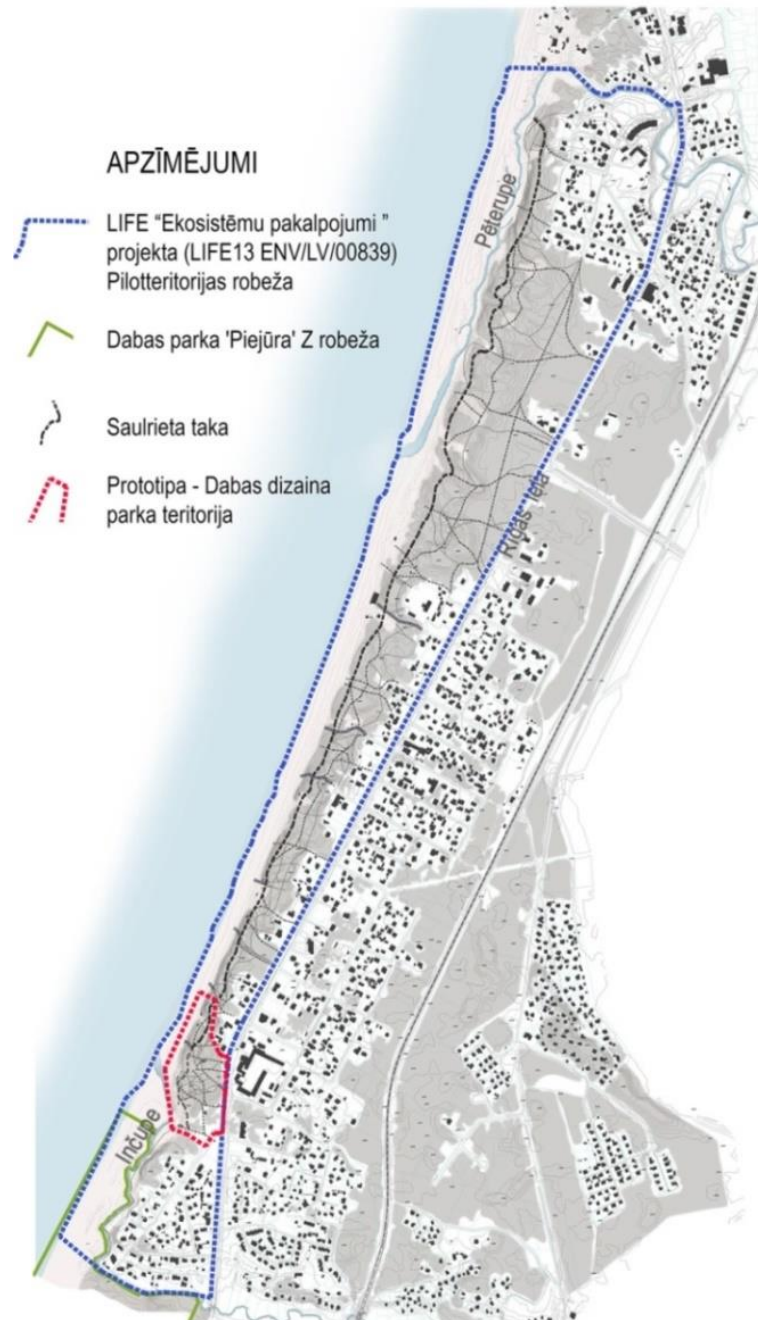 APZĪMĒJUMI
LIFE “Ekosistēmu pakalpojumi ”
projekta (LIFE13 ENV/LV/00839)
Pilotteritorijas robeža
Dabas parka 'Piejūra' Z robeža
Saulrieta taka
Prototipa - Dabas dizaina
parka teritorija
Pēterupe
Rīgas iela
Inčupe